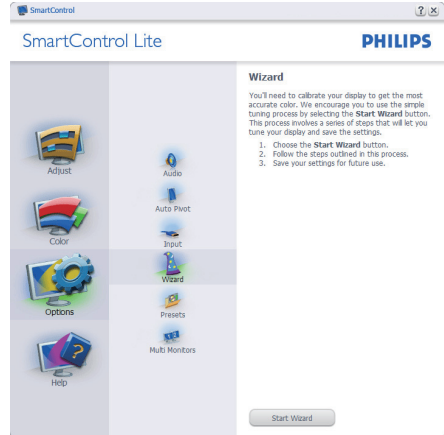 SmartControl
SmartControl Lite
PHILIPS
Adjust
Color
Options
Help
Audio
Auto Pivot
Input
Wizard
Presets
Multi Monitors
Wizard
You'll need to calibrate your display to get the most
accurate color. We encourage you to use the simple
tuning process by selecting the Start Wizard button.
This process involves a series of steps that will let you
tune your display and save the settings.
1. Choose the Start Wizard button.
2. Follow the steps outlined in this process.
3. Save your settings for future use.
Start Wizard